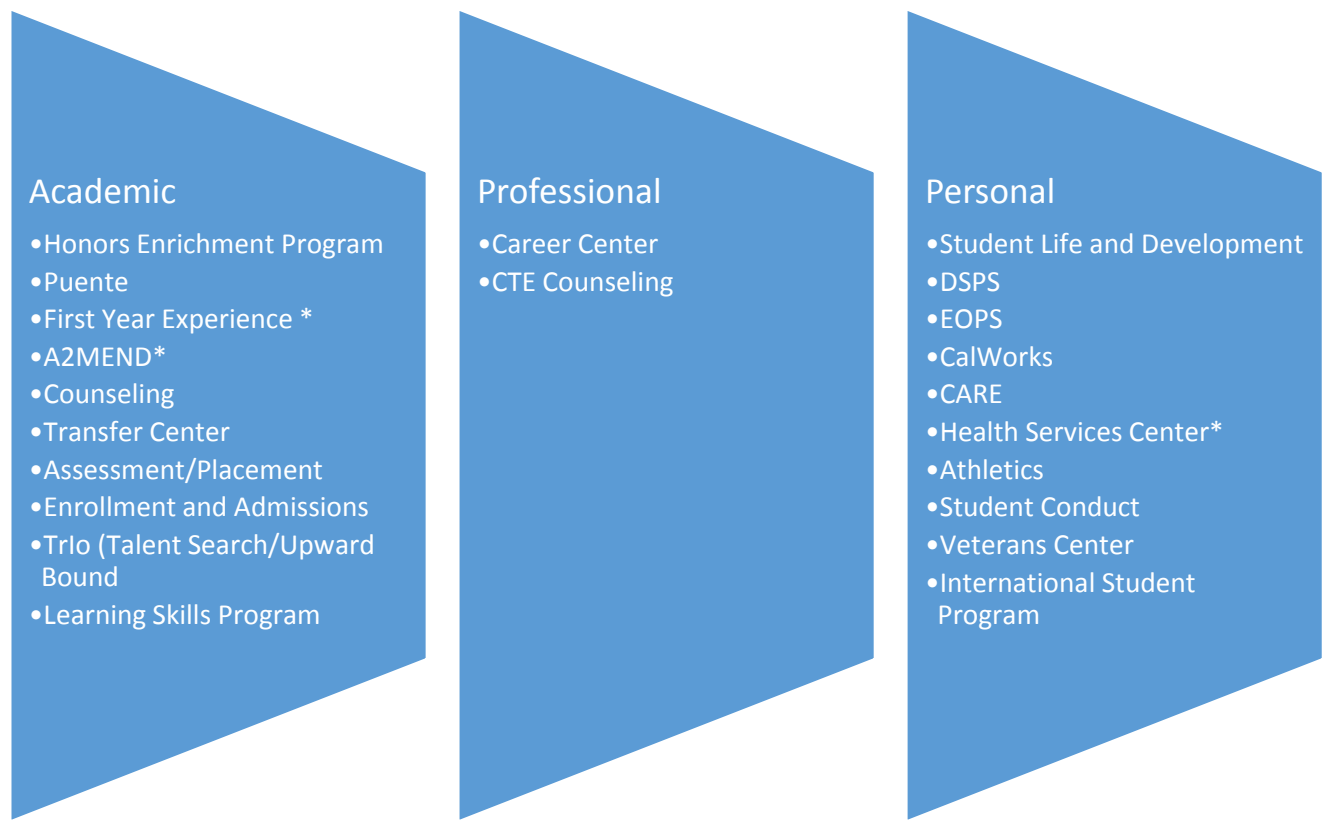 Academic
•Honors Enrichment Program
•Puente
•First Year Experience *
•A2MEND*
•Counseling
•Transfer Center
•Assessment/Placement
•Enrollment and Admissions
•TrIo (Talent Search/Upward
Bound
•Learning Skills Program
Professional
•Career Center
•CTE Counseling
Personal
•Student Life and Development
•DSPS
•EOPS
•CalWorks
•CARE
•Health Services Center*
•Athletics
•Student Conduct
•Veterans Center
•International Student
Program